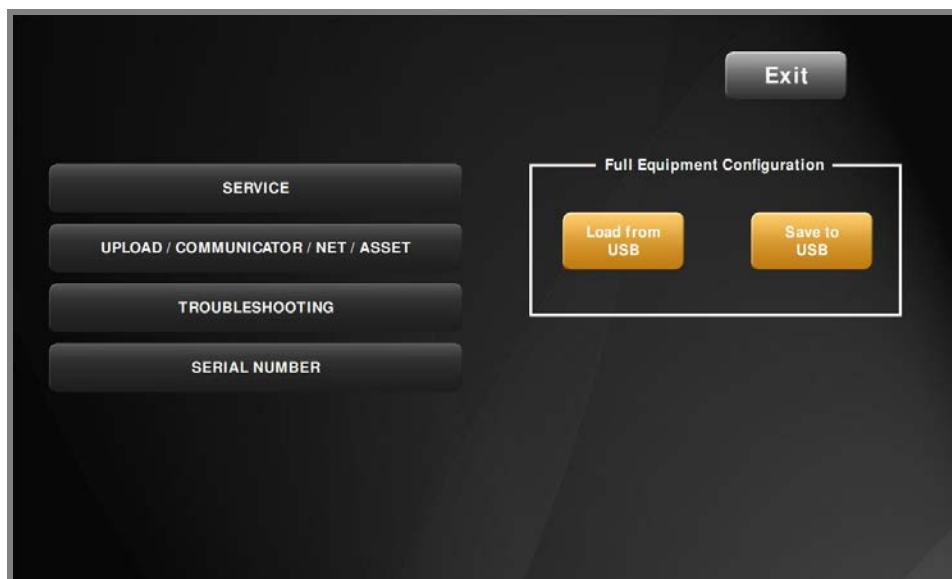 Exit
SERVICE
UPLOAD / COMMUNICATOR / NET / ASSET
TROUBLESHOOTING
SERIAL NUMBER
Full Equipment Configuration
Load from
USB
Save to
USB